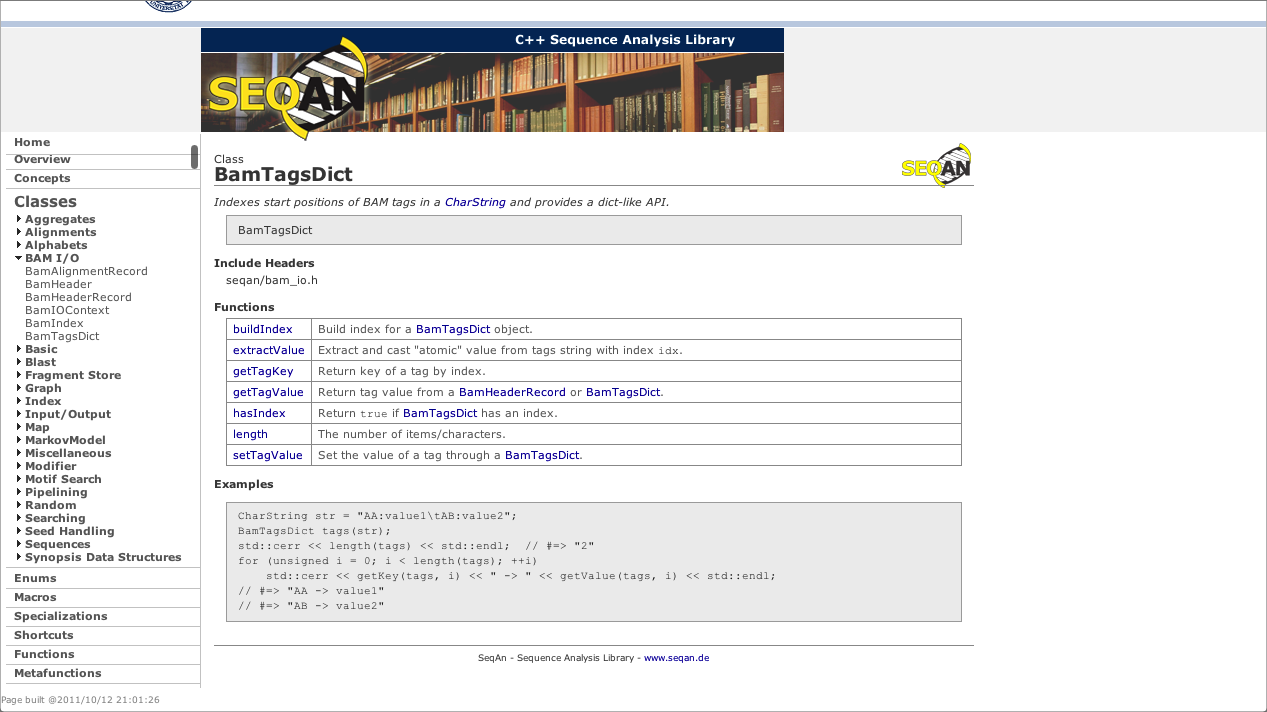 C++ Sequence Analysis Library
SEQAN
Home
Overview
Concepts
Classes
Aggregates
Alignments
Alphabets
BAM I/O
BamAlignmentRecord
BamHeader
BamHeaderRecord
BamIOContext
BamIndex
BamTagsDict
Basic
Blast
Fragment Store
Graph
Index
Input/Output
Map
MarkovModel
Miscellaneous
Modifier
Motif Search
Pipelining
Random
Searching
Seed Handling
Sequences
Synopsis Data Structures
Enums
Macros
Specializations
Shortcuts
Functions
Metafunctions
Page built @2011/10/12 21:01:26
Class
BamTagsDict
SEQAN
Indexes start positions of BAM tags in a CharString and provides a dict-like API.
BamTagsDict
Include Headers
seqan/bam_io.h
Functions
buildIndex Build index for a BamTagsDict object.
extractValue Extract and cast "atomic" value from tags string with index idx.
getTagKey Return key of a tag by index.
getTagValue Return tag value from a BamHeaderRecord or BamTagsDict.
hasIndex Return true if BamTagsDict has an index.
length The number of items/characters.
setTagValue Set the value of a tag through a BamTagsDict.
Examples
CharString str = "AA:value1\tAB:value2";
BamTagsDict tags(str);
std::cerr << length(tags) << std::endl;  // #=> "2"
for (unsigned i = 0; i < length(tags); ++i)
    std::cerr << getKey(tags, i) << " -> " << getValue(tags, i) << std::endl;
// #=> "AA -> value1"
// #=> "AB -> value2"
SeqAn - Sequence Analysis Library - www.seqan.de